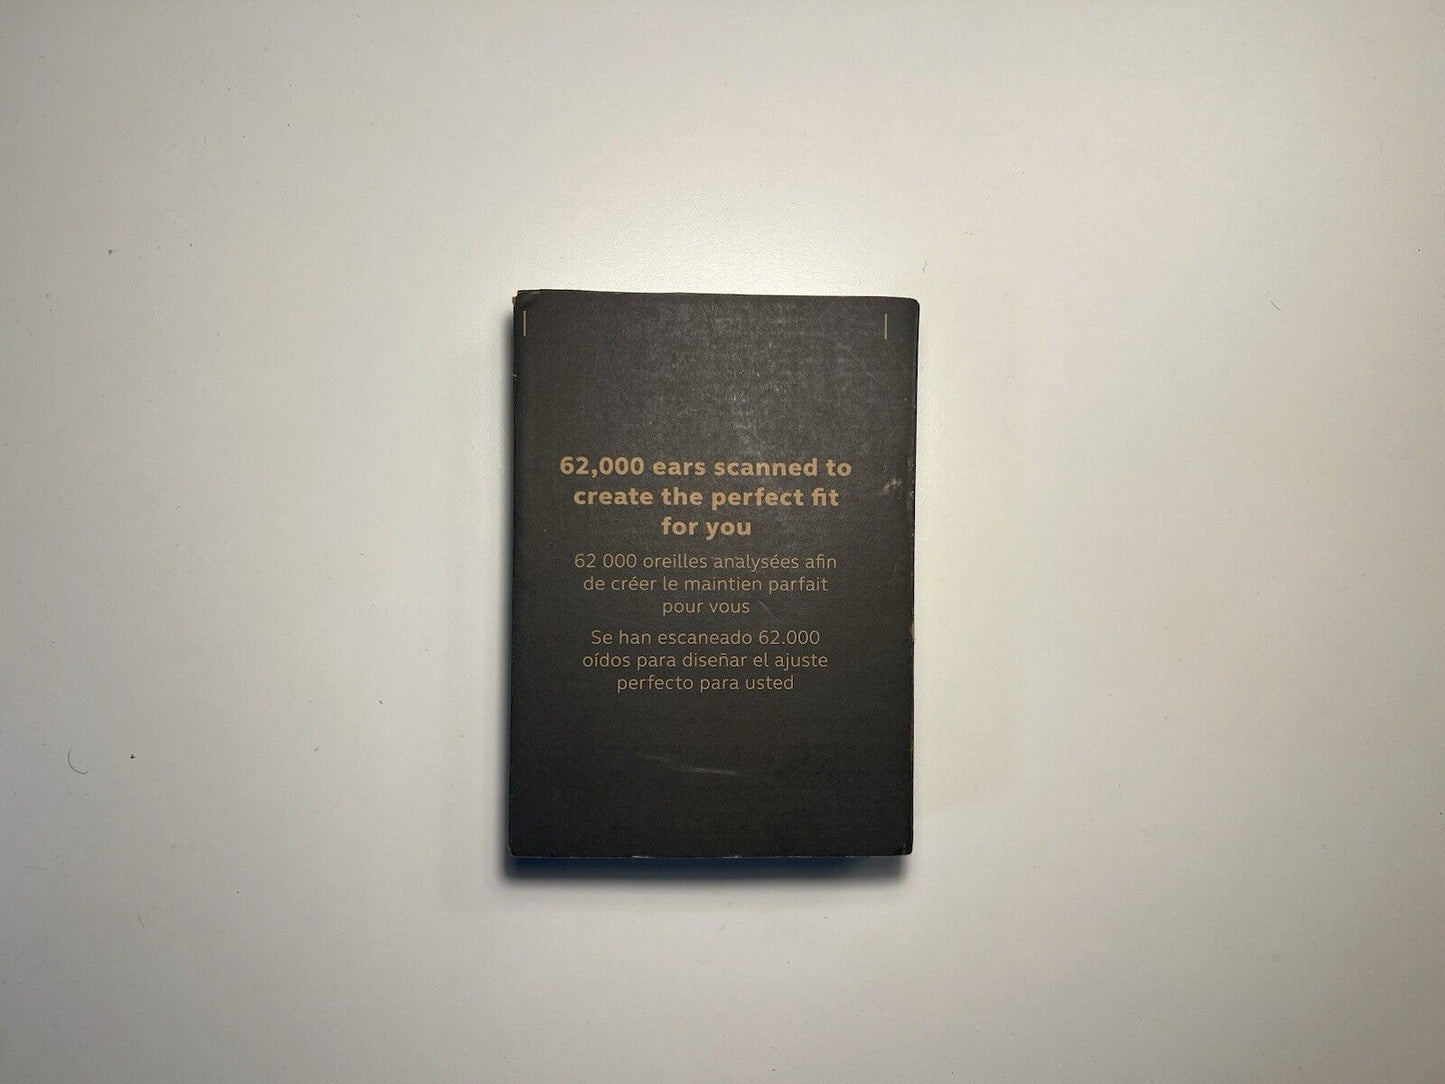 62,000 ears scanned to
create the perfect fit
for you
62 000 oreilles analysées afin
de créer le maintien parfait
pour vous
Se han escaneado 62.000
oídos para diseñar el ajuste
perfecto para usted